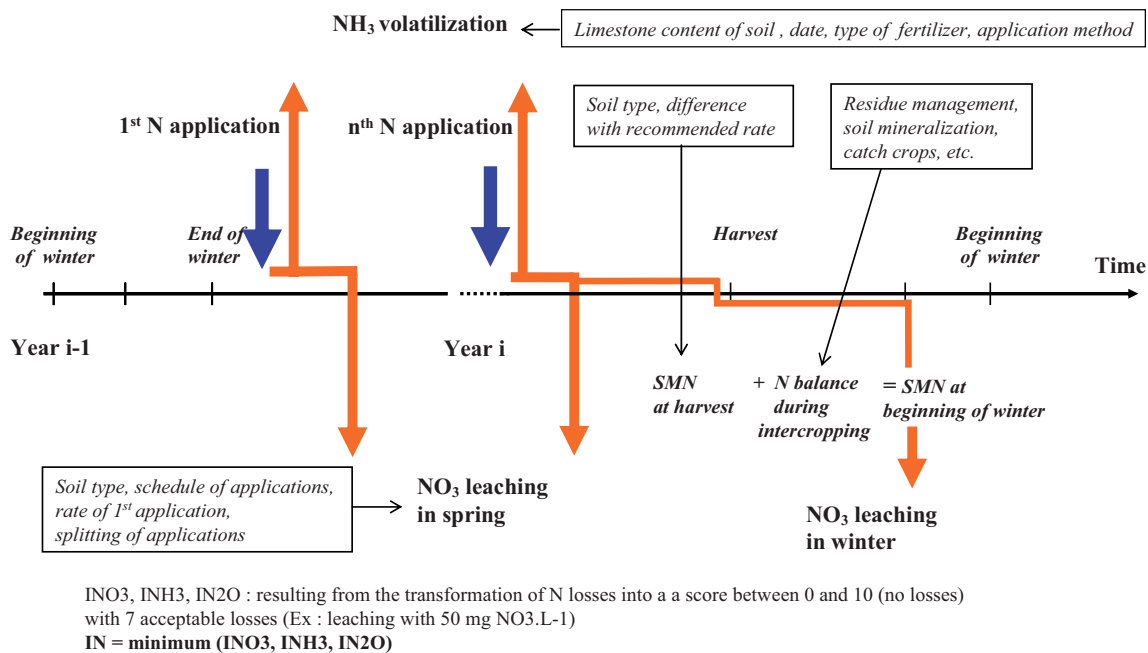 NH3 volatilization
Limestone content of soil , date, type of fertilizer, application method
1st N application
nth N application
Soil type, difference
with recommended rate
Residue management,
soil mineralization,
catch crops, etc.
Beginning
of winter
End of
winter
Harvest
Beginning
of winter
Time
Year i-1
Year i
SMN
at harvest
+ N balance
during
intercropping
= SMN at
beginning of winter
Soil type, schedule of applications,
rate of 1st application,
splitting of applications
NO3 leaching
in spring
NO3 leaching
in winter
INO3, INH3, IN2O : resulting from the transformation of N losses into a a score between 0 and 10 (no losses)
with 7 acceptable losses (Ex : leaching with 50 mg NO3.L-1)
IN = minimum (INO3, INH3, IN2O)